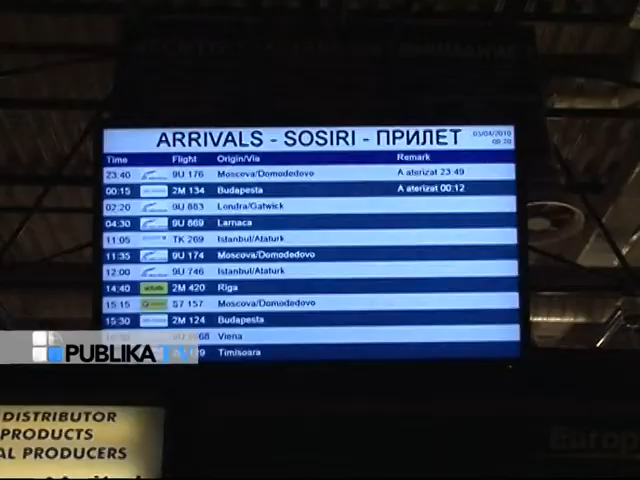 ARRIVALS - SOSIRI - ПРИЛЕТ
Time Flight Origin/Via Remark
23:40 9U 176 Moscova/Domodedovo A aterizat 23:49
00:15 2M 134 Budapesta A aterizat 00:12
02:20 9U 883 Londra/Gatwick
04:30 9U 869 Larnaca
11:05 TK 269 Istanbul/Ataturk
11:35 9U 174 Moscova/Domodedovo
12:00 9U 746 Istanbul/Ataturk
14:40 2M 420 Riga
15:15 S7 157 Moscova/Domodedovo
15:30 2M 124 Budapesta
Viena
Timisoara
PUBLIKA TV
DISTRIBUTOR
PRODUCTS
AL PRODUCERS
Europ